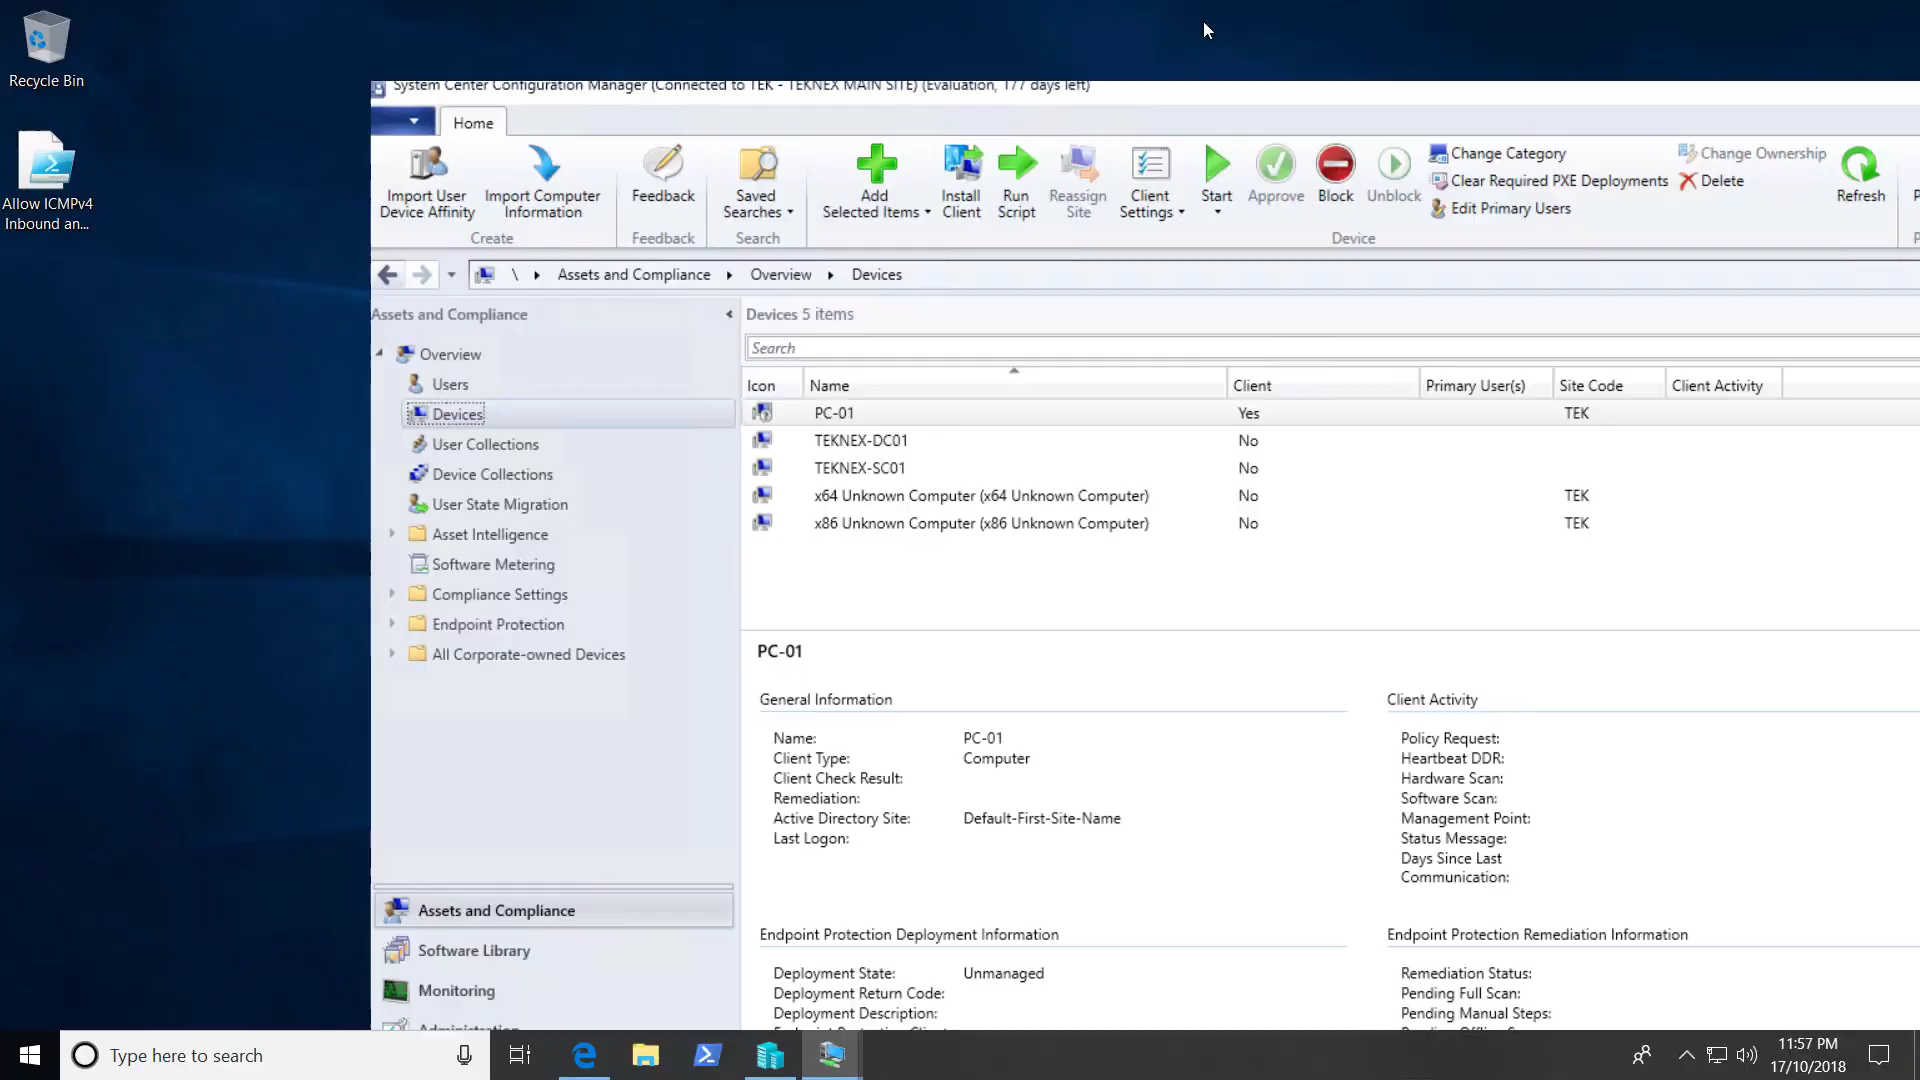 Recycle Bin
Allow ICMPv4
Inbound an...
System Center Configuration Manager (Connected to TEK - TEKNEX MAIN SITE) (Evaluation, 177 days left)
Home
Import User
Device Affinity
Import Computer
Information
Create
Feedback
Feedback
Saved
Searches
Search
Add
Selected Items
Install
Client
Run
Script
Reassign
Site
Client
Settings
Start
Approve
Block
Unblock
Change Category
Clear Required PXE Deployments
Edit Primary Users
Change Ownership
Delete
Device
Refresh
\ Assets and Compliance Overview Devices
Assets and Compliance
Overview
Users
Devices
User Collections
Device Collections
User State Migration
Asset Intelligence
Software Metering
Compliance Settings
Endpoint Protection
All Corporate-owned Devices
Assets and Compliance
Software Library
Monitoring
Administration
Devices 5 items
Search
Icon Name Client Primary User(s) Site Code Client Activity
PC-01 Yes TEK
TEKNEX-DC01 No
TEKNEX-SC01 No
x64 Unknown Computer (x64 Unknown Computer) No TEK
x86 Unknown Computer (x86 Unknown Computer) No TEK
PC-01
General Information
Name: PC-01
Client Type: Computer
Client Check Result:
Remediation:
Active Directory Site: Default-First-Site-Name
Last Logon:
Client Activity
Policy Request:
Heartbeat DDR:
Hardware Scan:
Software Scan:
Management Point:
Status Message:
Days Since Last
Communication:
Endpoint Protection Deployment Information
Deployment State: Unmanaged
Deployment Return Code:
Deployment Description:
Endpoint Protection Remediation Information
Remediation Status:
Pending Full Scan:
Pending Manual Steps:
Type here to search
11:57 PM
17/10/2018